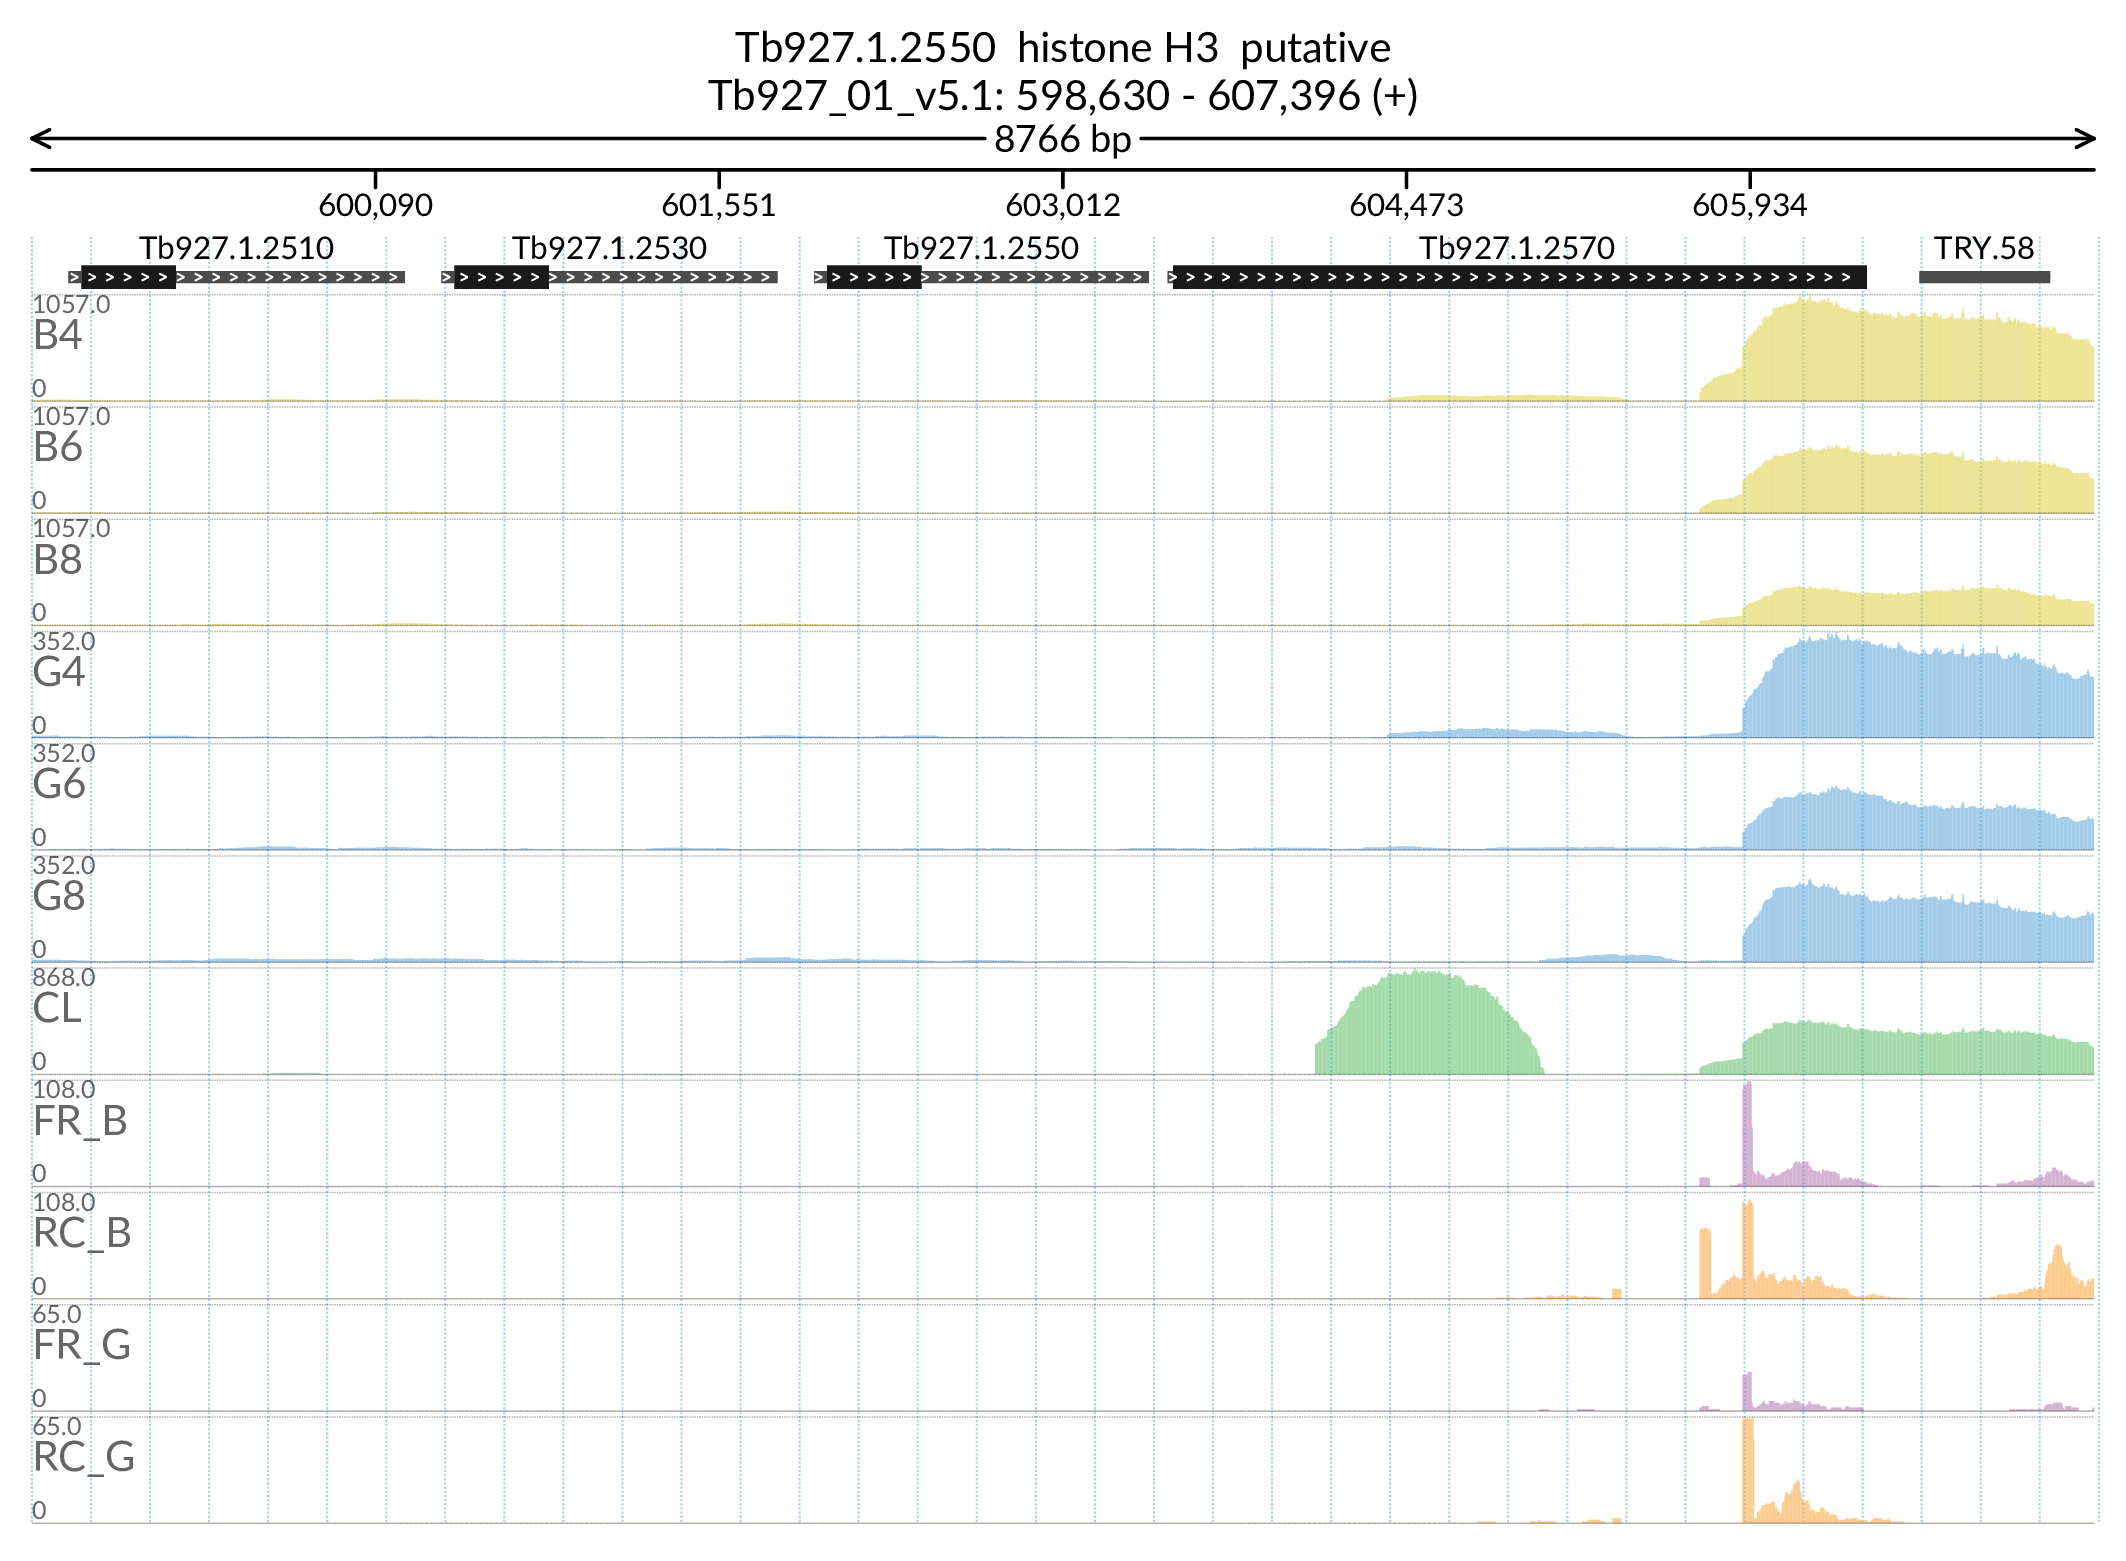 Tb927.1.2550  histone H3  putative
Tb927_01_v5.1: 598,630 - 607,396 (+)
8766 bp
600,090 601,551 603,012 604,473 605,934
Tb927.1.2510 Tb927.1.2530 Tb927.1.2550 Tb927.1.2570 TRY.58
1057.0
B4
0
1057.0
B6
0
1057.0
B8
0
352.0
G4
0
352.0
G6
0
352.0
G8
0
868.0
CL
0
108.0
FR_B
0
108.0
RC_B
0
65.0
FR_G
0
65.0
RC_G
0